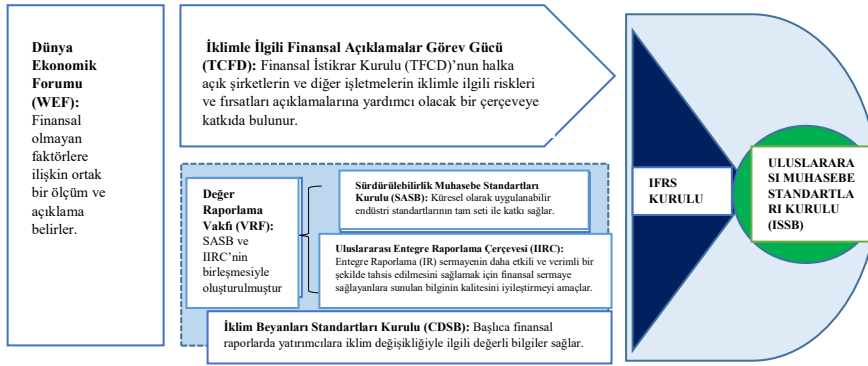 Dünya
Ekonomik
Forumu
(WEF):
Finansal
olmayan
faktörlere
ilişkin ortak
bir ölçüm ve
açıklama
belirler.
İklimle İlgili Finansal Açıklamalar Görev Gücü
(TCFD): Finansal İstikrar Kurulu (TFCD)’nun halka
açık şirketlerin ve diğer işletmelerin iklimle ilgili riskleri
ve fırsatları açıklamalarına yardımcı olacak bir çerçeveye
katkıda bulunur.
Değer
Raporlama
Vakfı (VRF):
SASB ve
IIRC’nin
birleşmesiyle
oluşturulmuştur
Sürdürülebilirlik Muhasebe Standartları
Kurulu (SASB): Küresel olarak uygulanabilir
endüstri standartlarının tam seti ile katkı sağlar.
Uluslararası Entegre Raporlama Çerçevesi (IIRC):
Entegre Raporlama (IR) sermayenin daha etkili ve verimli bir
şekilde tahsis edilmesini sağlamak için finansal sermaye
sağlayanlara sunulan bilginin kalitesini iyileştirmeyi amaçlar.
İklim Beyanları Standartları Kurulu (CDSB): Başlıca finansal
raporlarda yatırımcılara iklim değişikliğiyle ilgili değerli bilgiler sağlar.
IFRS
KURULU
ULUSLARARA
SI MUHASEBE
STANDARTLA
RI KURULU
(ISSB)